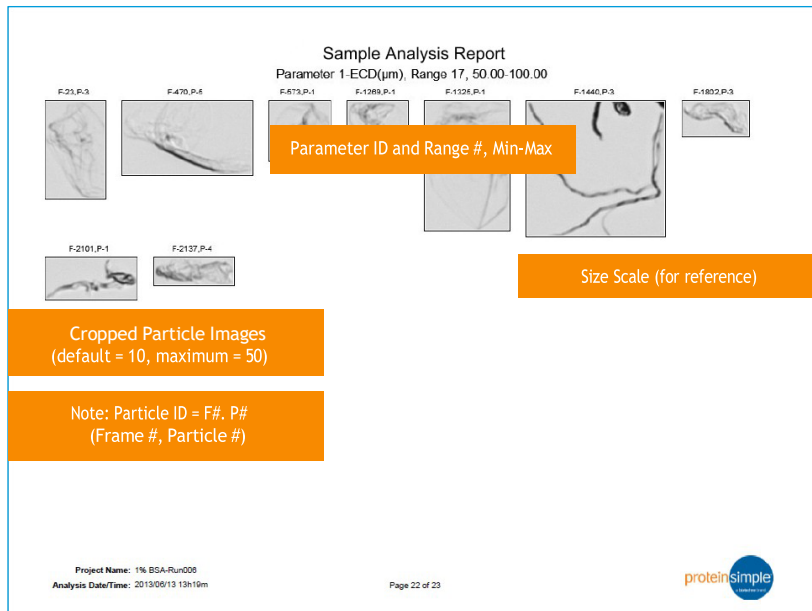 Sample Analysis Report
Parameter 1-ECD(µm), Range 17, 50.00-100.00
F-23,P-3
F-470,P-5
F-573,P-1
F-1269,P-1
F-1325,P-1
F-1440,P-3
F-1802,P-3
Parameter ID and Range #, Min-Max
F-2101,P-1
F-2137,P-4
Size Scale (for reference)
Cropped Particle Images
(default = 10, maximum = 50)
Note: Particle ID = F#. P#
(Frame #, Particle #)
Project Name: 1% BSA-Run006
Analysis Date/Time: 2013/06/13 13h19m
Page 22 of 23
proteinsimple